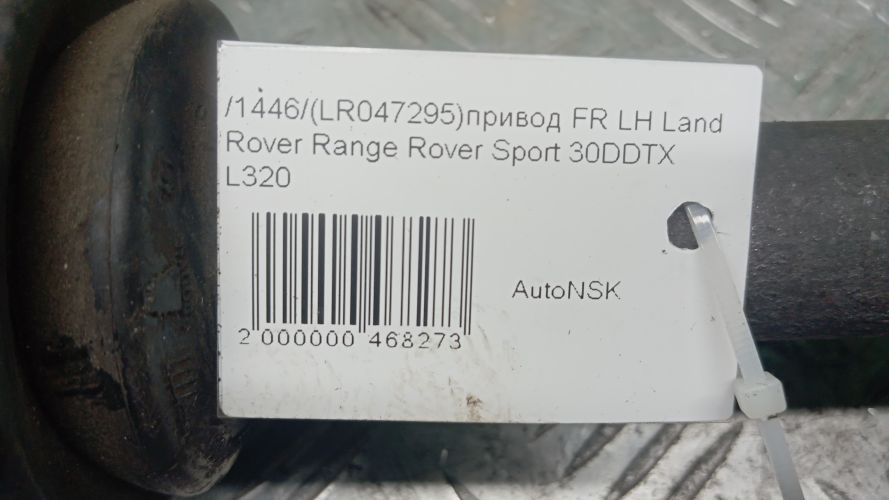 /1446/(LR047295)привод FR LH Land
Rover Range Rover Sport 30DDTX
L320
AutoNSK
2 000000 468273